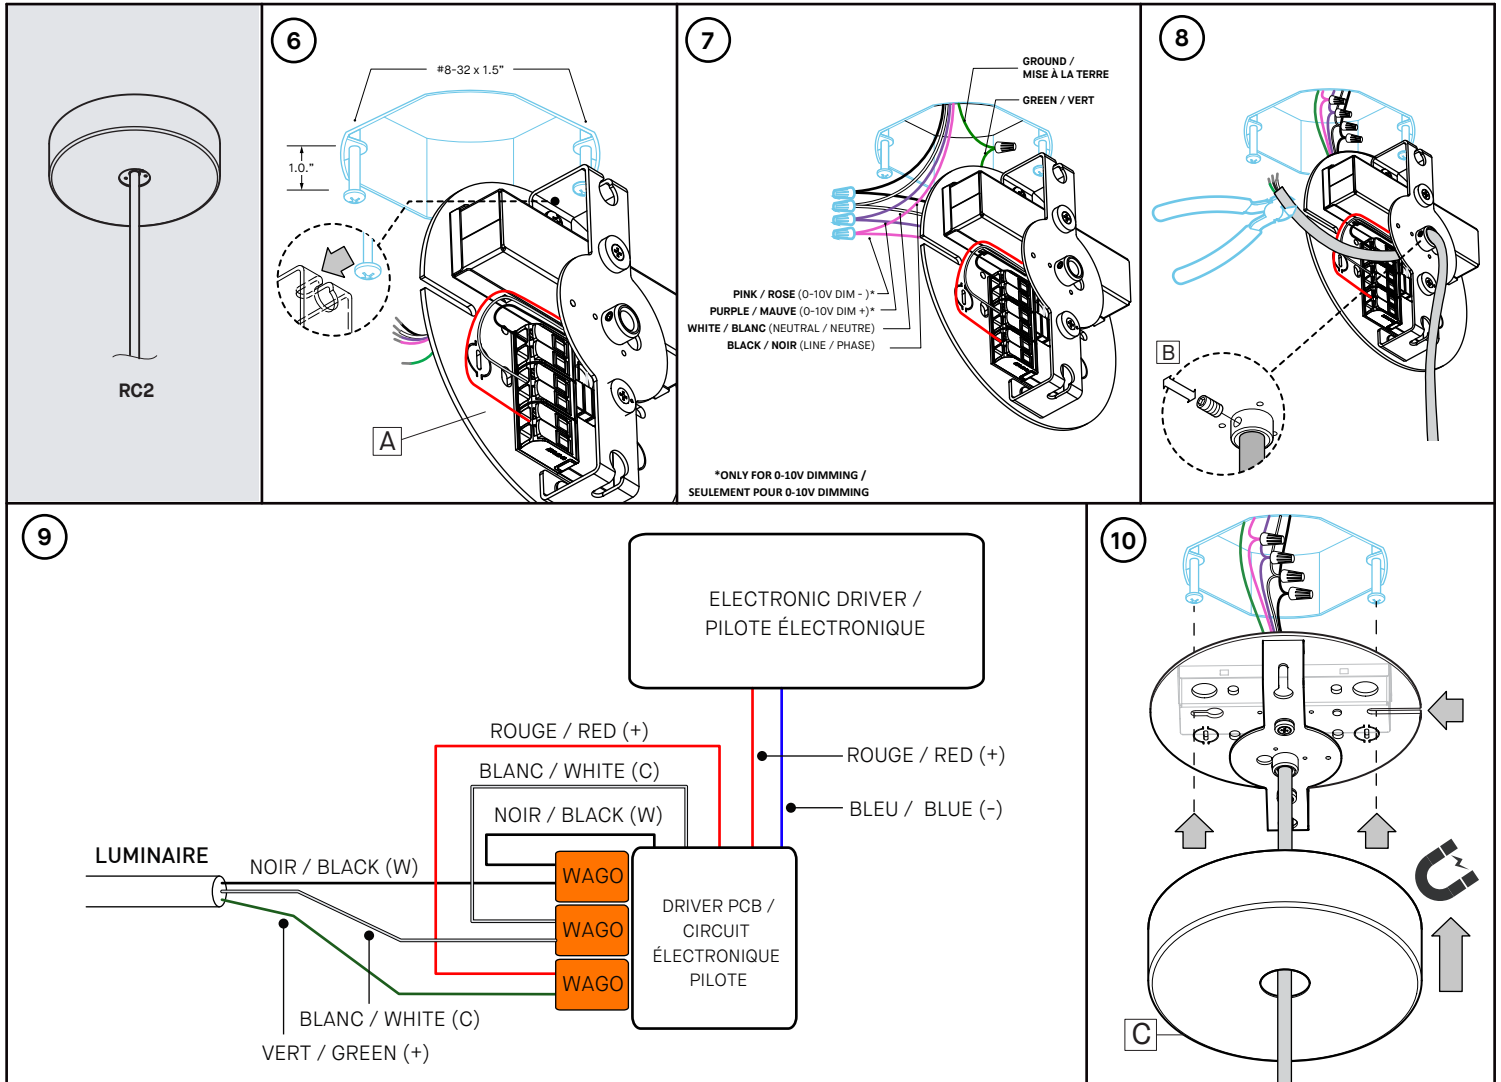 RC2
6
#8-32 x 1.5"
1.0."
A
7
GROUND /
MISE À LA TERRE
GREEN / VERT
PINK / ROSE (0-10V DIM - )*
PURPLE / MAUVE (0-10V DIM +)*
WHITE / BLANC (NEUTRAL / NEUTRE)
BLACK / NOIR (LINE / PHASE)
*ONLY FOR 0-10V DIMMING /
SEULEMENT POUR 0-10V DIMMING
8
B
9
ELECTRONIC DRIVER /
PILOTE ÉLECTRONIQUE
ROUGE / RED (+)
BLANC / WHITE (C)
NOIR / BLACK (W)
ROUGE / RED (+)
BLEU / BLUE (-)
LUMINAIRE
NOIR / BLACK (W)
WAGO
WAGO
WAGO
DRIVER PCB /
CIRCUIT
ÉLECTRONIQUE
PILOTE
BLANC / WHITE (C)
VERT / GREEN (+)
10
C